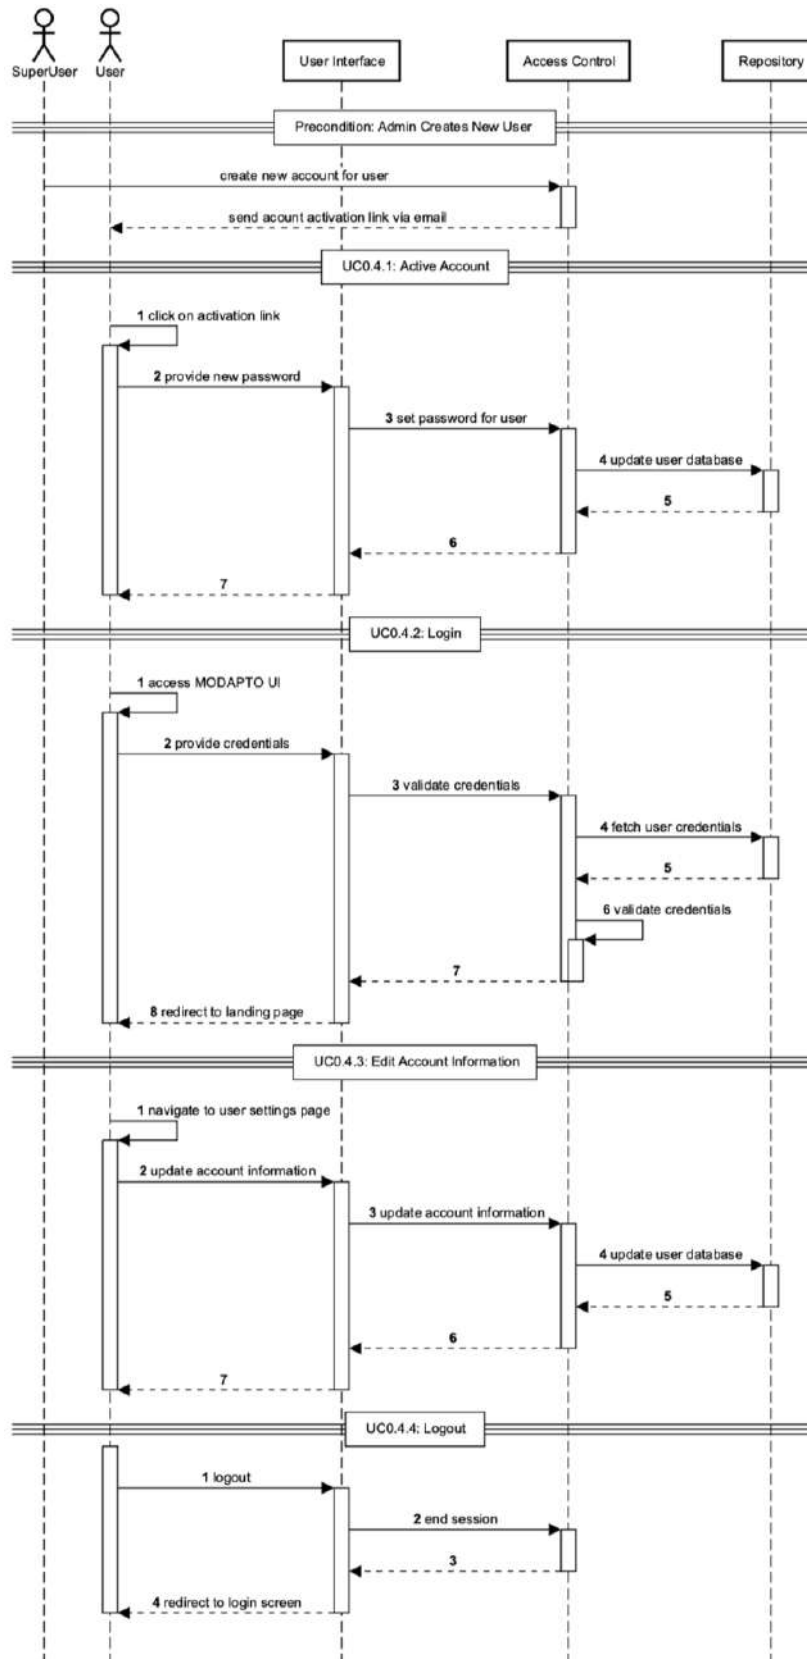 SuperUser
User
User Interface
Access Control
Repository
Precondition: Admin Creates New User
create new account for user
send acount activation link via email
UC0.4.1: Active Account
1 click on activation link
2 provide new password
3 set password for user
4 update user database
5
6
7
UC0.4.2: Login
1 access MODAPTO UI
2 provide credentials
3 validate credentials
4 fetch user credentials
5
6 validate credentials
7
8 redirect to landing page
UC0.4.3: Edit Account Information
1 navigate to user settings page
2 update account information
3 update account information
4 update user database
5
6
7
UC0.4.4: Logout
1 logout
2 end session
3
4 redirect to login screen